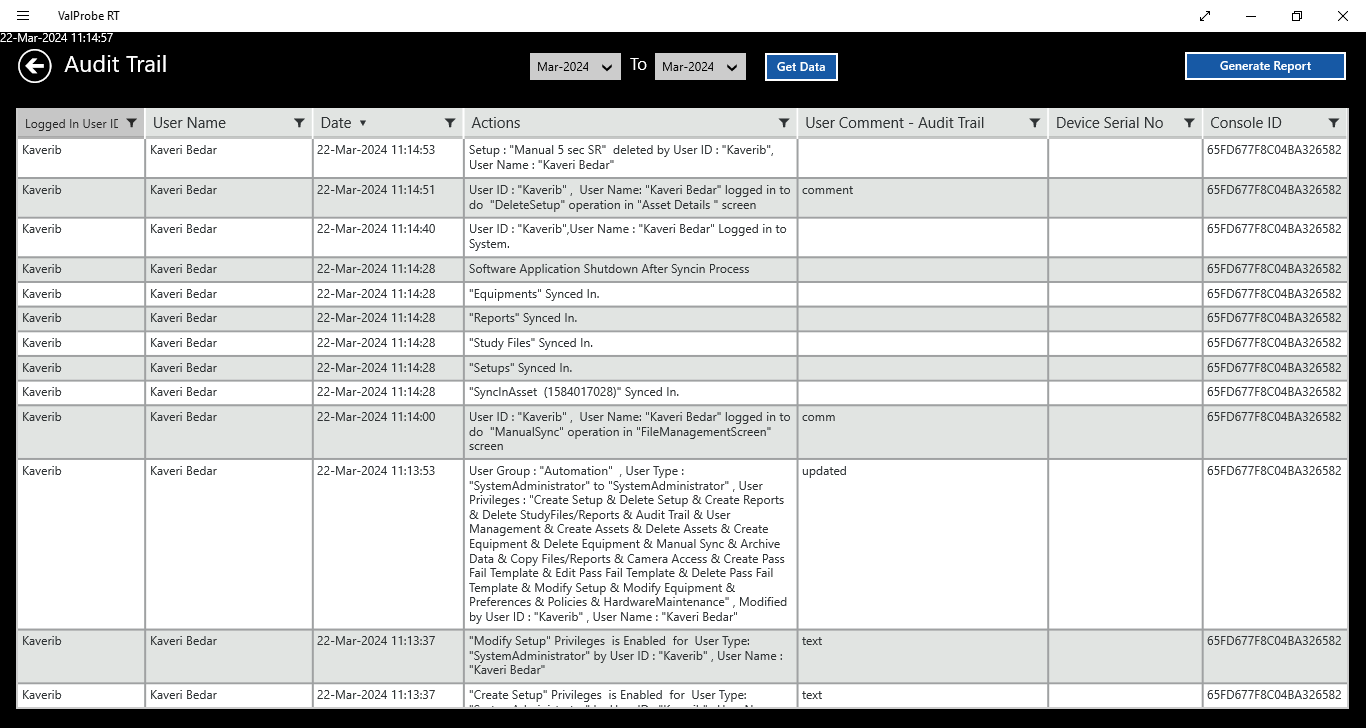 ValProbe RT
22-Mar-2024 11:14:57
Audit Trail
Mar-2024 To Mar-2024 Get Data Generate Report
Logged In User ID User Name Date Actions User Comment - Audit Trail Device Serial No Console ID
Kaverib Kaveri Bedar 22-Mar-2024 11:14:53 Setup : "Manual 5 sec SR" deleted by User ID : "Kaverib", 65FD677F8C04BA326582
User Name : "Kaveri Bedar"
Kaverib Kaveri Bedar 22-Mar-2024 11:14:51 User ID : "Kaverib" , User Name: "Kaveri Bedar" logged in to comment 65FD677F8C04BA326582
do "DeleteSetup" operation in "Asset Details " screen
Kaverib Kaveri Bedar 22-Mar-2024 11:14:40 User ID : "Kaverib",User Name : "Kaveri Bedar" Logged in to 65FD677F8C04BA326582
System.
Kaverib Kaveri Bedar 22-Mar-2024 11:14:28 Software Application Shutdown After Syncin Process 65FD677F8C04BA326582
Kaverib Kaveri Bedar 22-Mar-2024 11:14:28 "Equipments" Synced In. 65FD677F8C04BA326582
Kaverib Kaveri Bedar 22-Mar-2024 11:14:28 "Reports" Synced In. 65FD677F8C04BA326582
Kaverib Kaveri Bedar 22-Mar-2024 11:14:28 "Study Files" Synced In. 65FD677F8C04BA326582
Kaverib Kaveri Bedar 22-Mar-2024 11:14:28 "Setups" Synced In. 65FD677F8C04BA326582
Kaverib Kaveri Bedar 22-Mar-2024 11:14:28 "SyncInAsset (1584017028)" Synced In. 65FD677F8C04BA326582
Kaverib Kaveri Bedar 22-Mar-2024 11:14:00 User ID : "Kaverib" , User Name: "Kaveri Bedar" logged in to comm 65FD677F8C04BA326582
do "ManualSync" operation in "FileManagementScreen"
screen
Kaverib Kaveri Bedar 22-Mar-2024 11:13:53 User Group : "Automation" , User Type : updated 65FD677F8C04BA326582
"SystemAdministrator" to "SystemAdministrator" , User
Privileges : "Create Setup & Delete Setup & Create Reports
& Delete StudyFiles/Reports & Audit Trail & User
Management & Create Assets & Delete Assets & Create
Equipment & Delete Equipment & Manual Sync & Archive
Data & Copy Files/Reports & Camera Access & Create Pass
Fail Template & Edit Pass Fail Template & Delete Pass Fail
Template & Modify Setup & Modify Equipment &
Preferences & Policies & HardwareMaintenance" , Modified
by User ID : "Kaverib" , User Name : "Kaveri Bedar"
Kaverib Kaveri Bedar 22-Mar-2024 11:13:37 "Modify Setup" Privileges is Enabled for User Type: text 65FD677F8C04BA326582
"SystemAdministrator" by User ID : "Kaverib" , User Name :
"Kaveri Bedar"
Kaverib Kaveri Bedar 22-Mar-2024 11:13:37 "Create Setup" Privileges is Enabled for User Type: text 65FD677F8C04BA326582